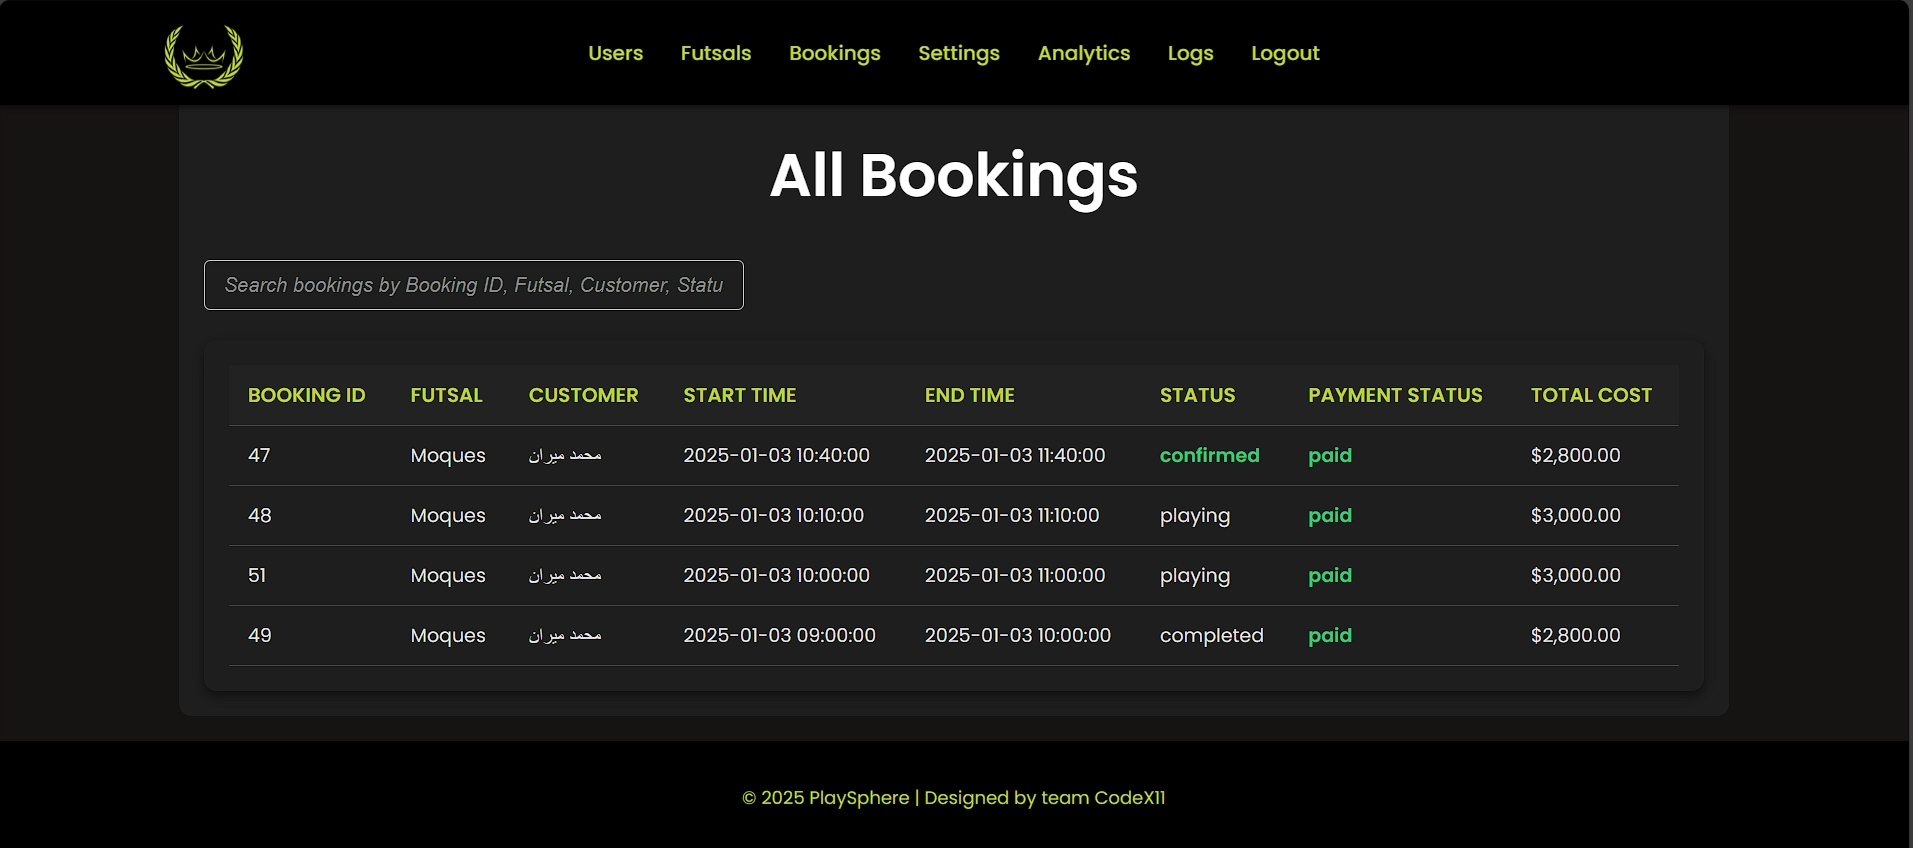 Users Futsals Bookings Settings Analytics Logs Logout
All Bookings
Search bookings by Booking ID, Futsal, Customer, Statu
BOOKING ID FUTSAL CUSTOMER START TIME END TIME STATUS PAYMENT STATUS TOTAL COST
47 Moques محمد میران 2025-01-03 10:40:00 2025-01-03 11:40:00 confirmed paid $2,800.00
48 Moques محمد میران 2025-01-03 10:10:00 2025-01-03 11:10:00 playing paid $3,000.00
51 Moques محمد میران 2025-01-03 10:00:00 2025-01-03 11:00:00 playing paid $3,000.00
49 Moques محمد میران 2025-01-03 09:00:00 2025-01-03 10:00:00 completed paid $2,800.00
© 2025 PlaySphere | Designed by team CodeX11